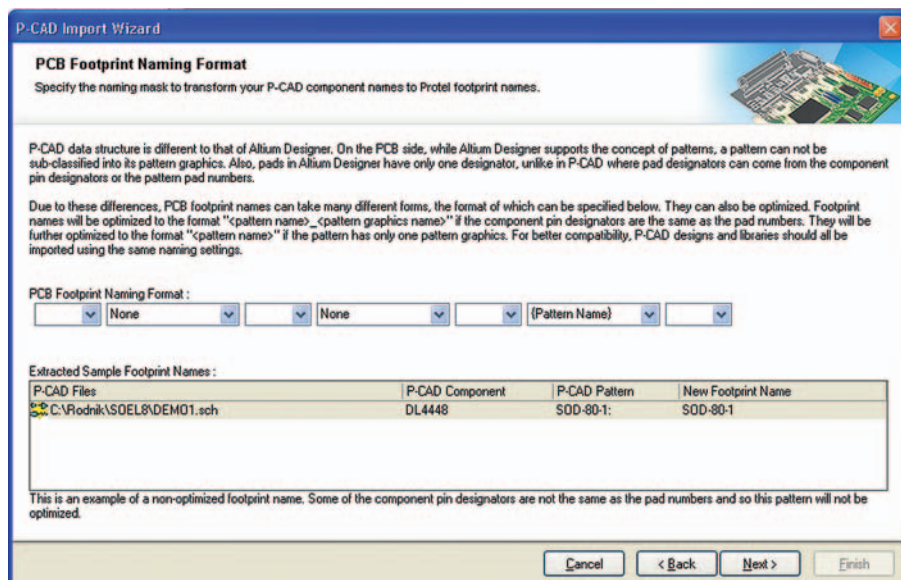 P-CAD Import Wizard
PCB Footprint Naming Format
Specify the naming mask to transform your P-CAD component names to Protel footprint names.
P-CAD data structure is different to that of Altium Designer. On the PCB side, while Altium Designer supports the concept of patterns, a pattern can not be
sub-classified into its pattern graphics. Also, pads in Altium Designer have only one designator, unlike in P-CAD where pad designators can come from the component
pin designators or the pattern pad numbers.
Due to these differences, PCB footprint names can take many different forms, the format of which can be specified below. They can also be optimized. Footprint
names will be optimized to the format "<pattern name>_<pattern graphics name>" if the component pin designators are the same as the pad numbers. They will be
further optimized to the format "<pattern name>" if the pattern has only one pattern graphics. For better compatibility, P-CAD designs and libraries should all be
imported using the same naming settings.
PCB Footprint Naming Format :
None None {Pattern Name}
Extracted Sample Footprint Names :
P-CAD Files P-CAD Component P-CAD Pattern New Footprint Name
C:\Rodnik\SOEL8\DEMO1.sch DL4448 SOD-80-1: SOD-80-1
This is an example of a non-optimized footprint name. Some of the component pin designators are not the same as the pad numbers and so this pattern will not be
optimized.
Cancel < Back Next > Finish